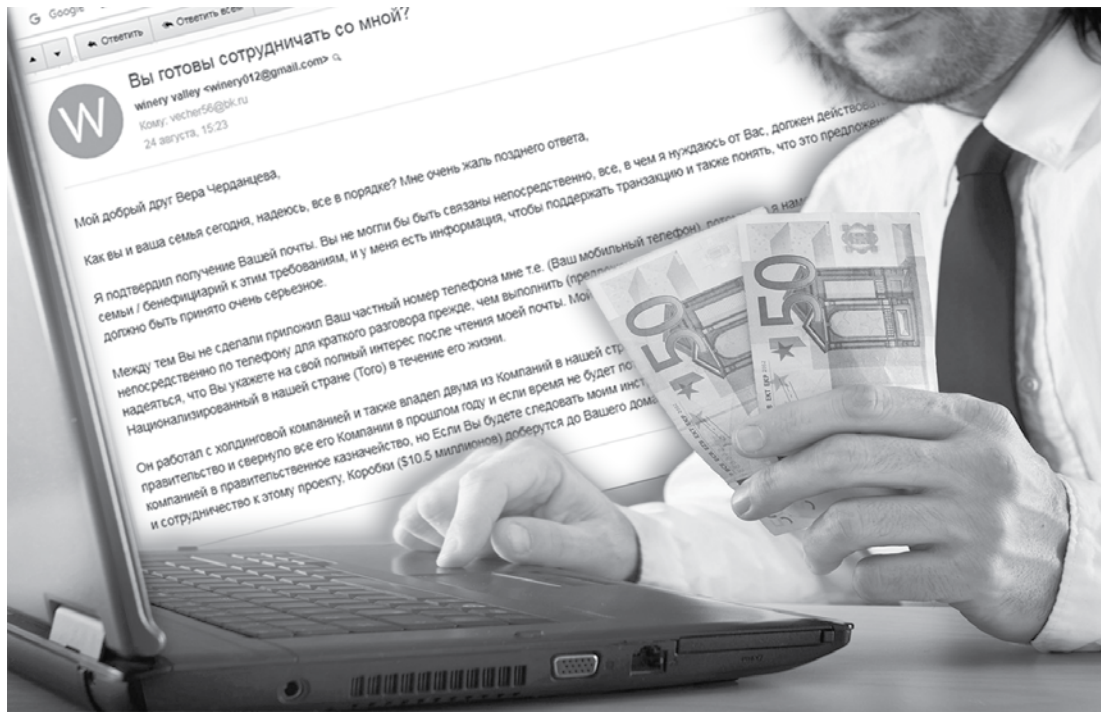 G Google
Ответить
Ответить всем
Вы готовы сотрудничать со мной?
W
winery valley <winery012@gmail.com>
Кому: vecher56@bk.ru
24 августа, 15:23
Мой добрый друг Вера Черданцева,
Как вы и ваша семья сегодня, надеюсь, все в порядке? Мне очень жаль позднего ответа,
Я подтвердил получение Вашей почты. Вы не могли бы быть связаны непосредственно, все, в чем я нуждаюсь от Вас, должен
семьи / бенефициарий к этим требованиям, и у меня есть информация, чтобы поддержать транзакцию и также понять, что это
должно быть принято очень серьезное.
Между тем Вы не сделали приложил Ваш частный номер телефона мне т.е. (Ваш мобильный телефон), я
непосредственно по телефону для краткого разговора прежде, чем выполнить
надеяться, что Вы укажете на свой полный интерес после чтения моей почты.
Национализированный в нашей стране (Того) в течение его жизни.
Он работал с холдинговой компанией и также владел двумя из Компаний в нашей
правительство и свернуло все его Компании в прошлом году и если время не будет
компанией в правительственное казначейство, но Если Вы будете следовать моим
и сотрудничество к этому проекту, Коробки ($10.5 миллионов) доберутся до Вашего
50
50